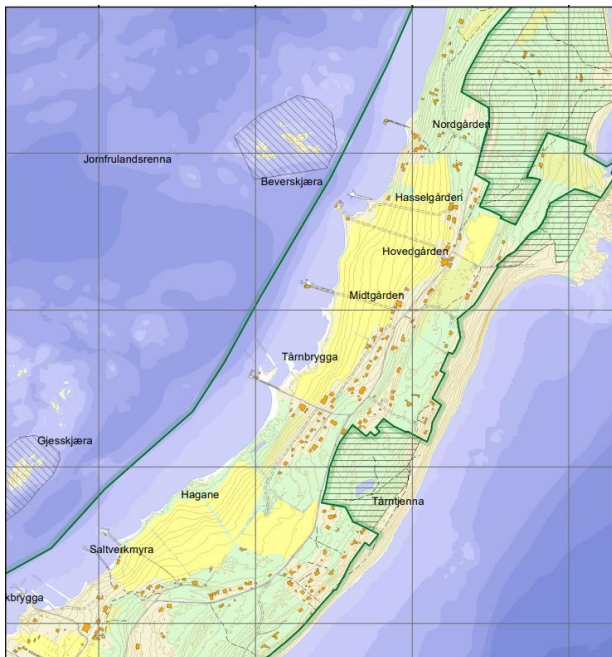 Nordgården
Jomfrulandsrenna
Beverskjæra
Hasselgården
Hovedgården
Midtgården
Tårnbrygga
Gjesskjæra
Hagane
Tårntjenna
Saltverkmyra
kbrygga